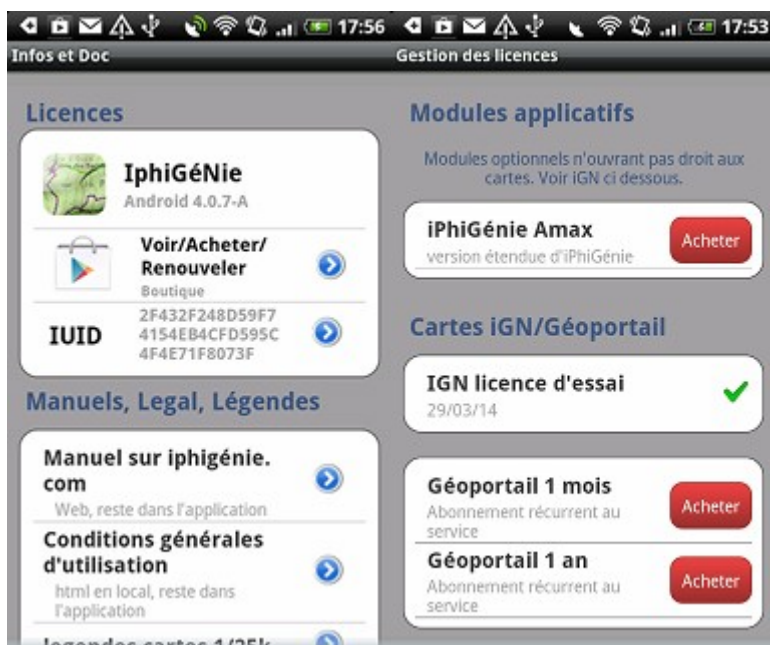 17:56
Infos et Doc
Licences
IphiGéNie
Android 4.0.7-A
Voir/Acheter/
Renouveler
Boutique
IUID
2F432F248D59F7
4154EB4CFD595C
4F4E71F8073F
Manuels, Legal, Légendes
Manuel sur iphigénie.
com
Web, reste dans l'application
Conditions générales
d'utilisation
html en local, reste dans
l'application
legendes cartes 1/25k
17:53
Gestion des licences
Modules applicatifs
Modules optionnels n'ouvrant pas droit aux
cartes. Voir iGN ci dessous.
iPhiGénie Amax
version étendue d'iPhiGénie
Acheter
Cartes iGN/Géoportail
IGN licence d'essai
29/03/14
Géoportail 1 mois
Abonnement récurrent au
service
Acheter
Géoportail 1 an
Abonnement récurrent au
service
Acheter